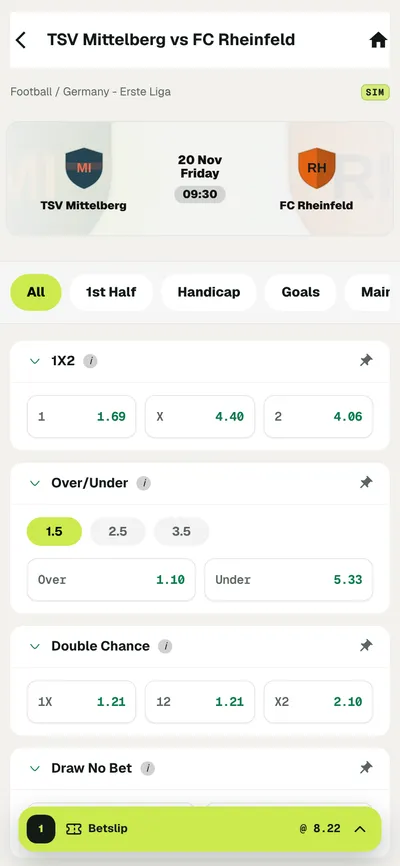 TSV Mittelberg vs FC Rheinfeld
Football / Germany - Erste Liga
SIM
MI
TSV Mittelberg
20 Nov
Friday
09:30
RH
FC Rheinfeld
All
1st Half
Handicap
Goals
Main
1X2
1 1.69
X 4.40
2 4.06
Over/Under
1.5
2.5
3.5
Over 1.10
Under 5.33
Double Chance
1X 1.21
12 1.21
X2 2.10
Draw No Bet
1
Betslip
@ 8.22